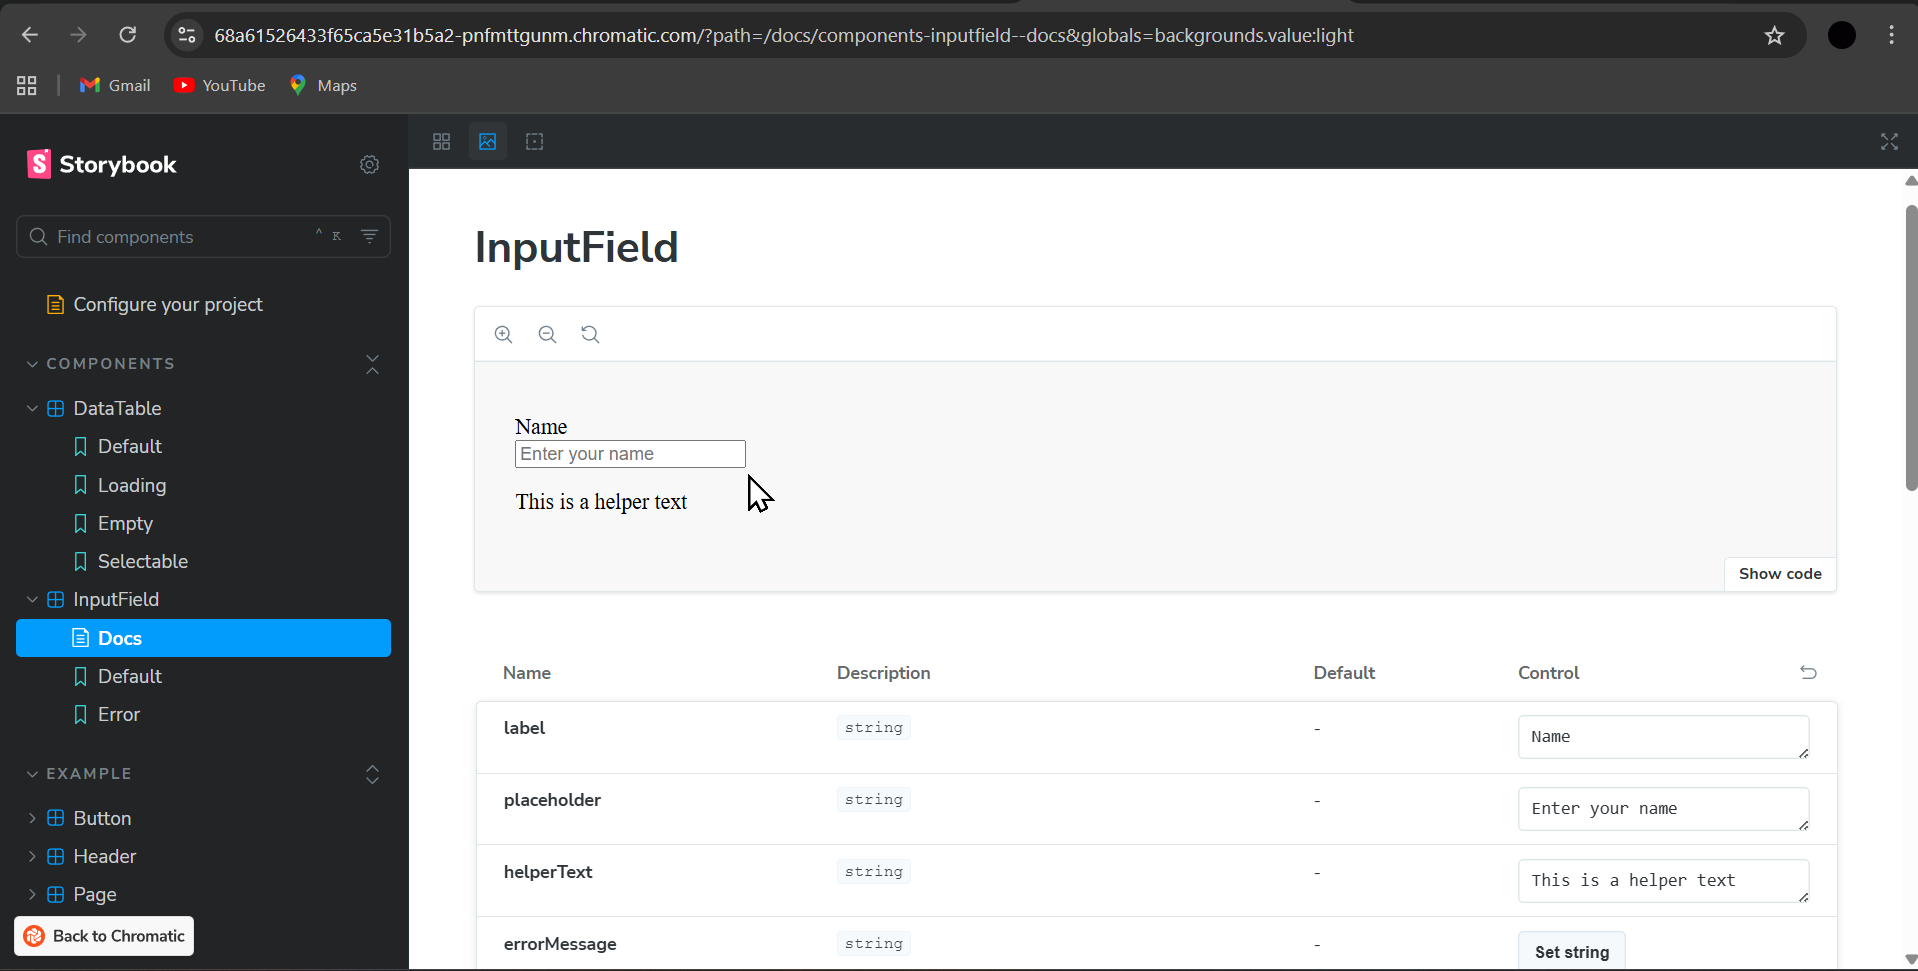 68a61526433f65ca5e31b5a2-pnfmttgunm.chromatic.com/?path=/docs/components-inputfield--docs&globals=backgrounds.value:light
Gmail YouTube Maps
Storybook
Find components ^ K
Configure your project
COMPONENTS
DataTable
Default
Loading
Empty
Selectable
InputField
Docs
Default
Error
EXAMPLE
Button
Header
Page
Back to Chromatic
InputField
Name
Enter your name
This is a helper text
Show code
Name Description Default Control
label string - Name
placeholder string - Enter your name
helperText string - This is a helper text
errorMessage string - Set string